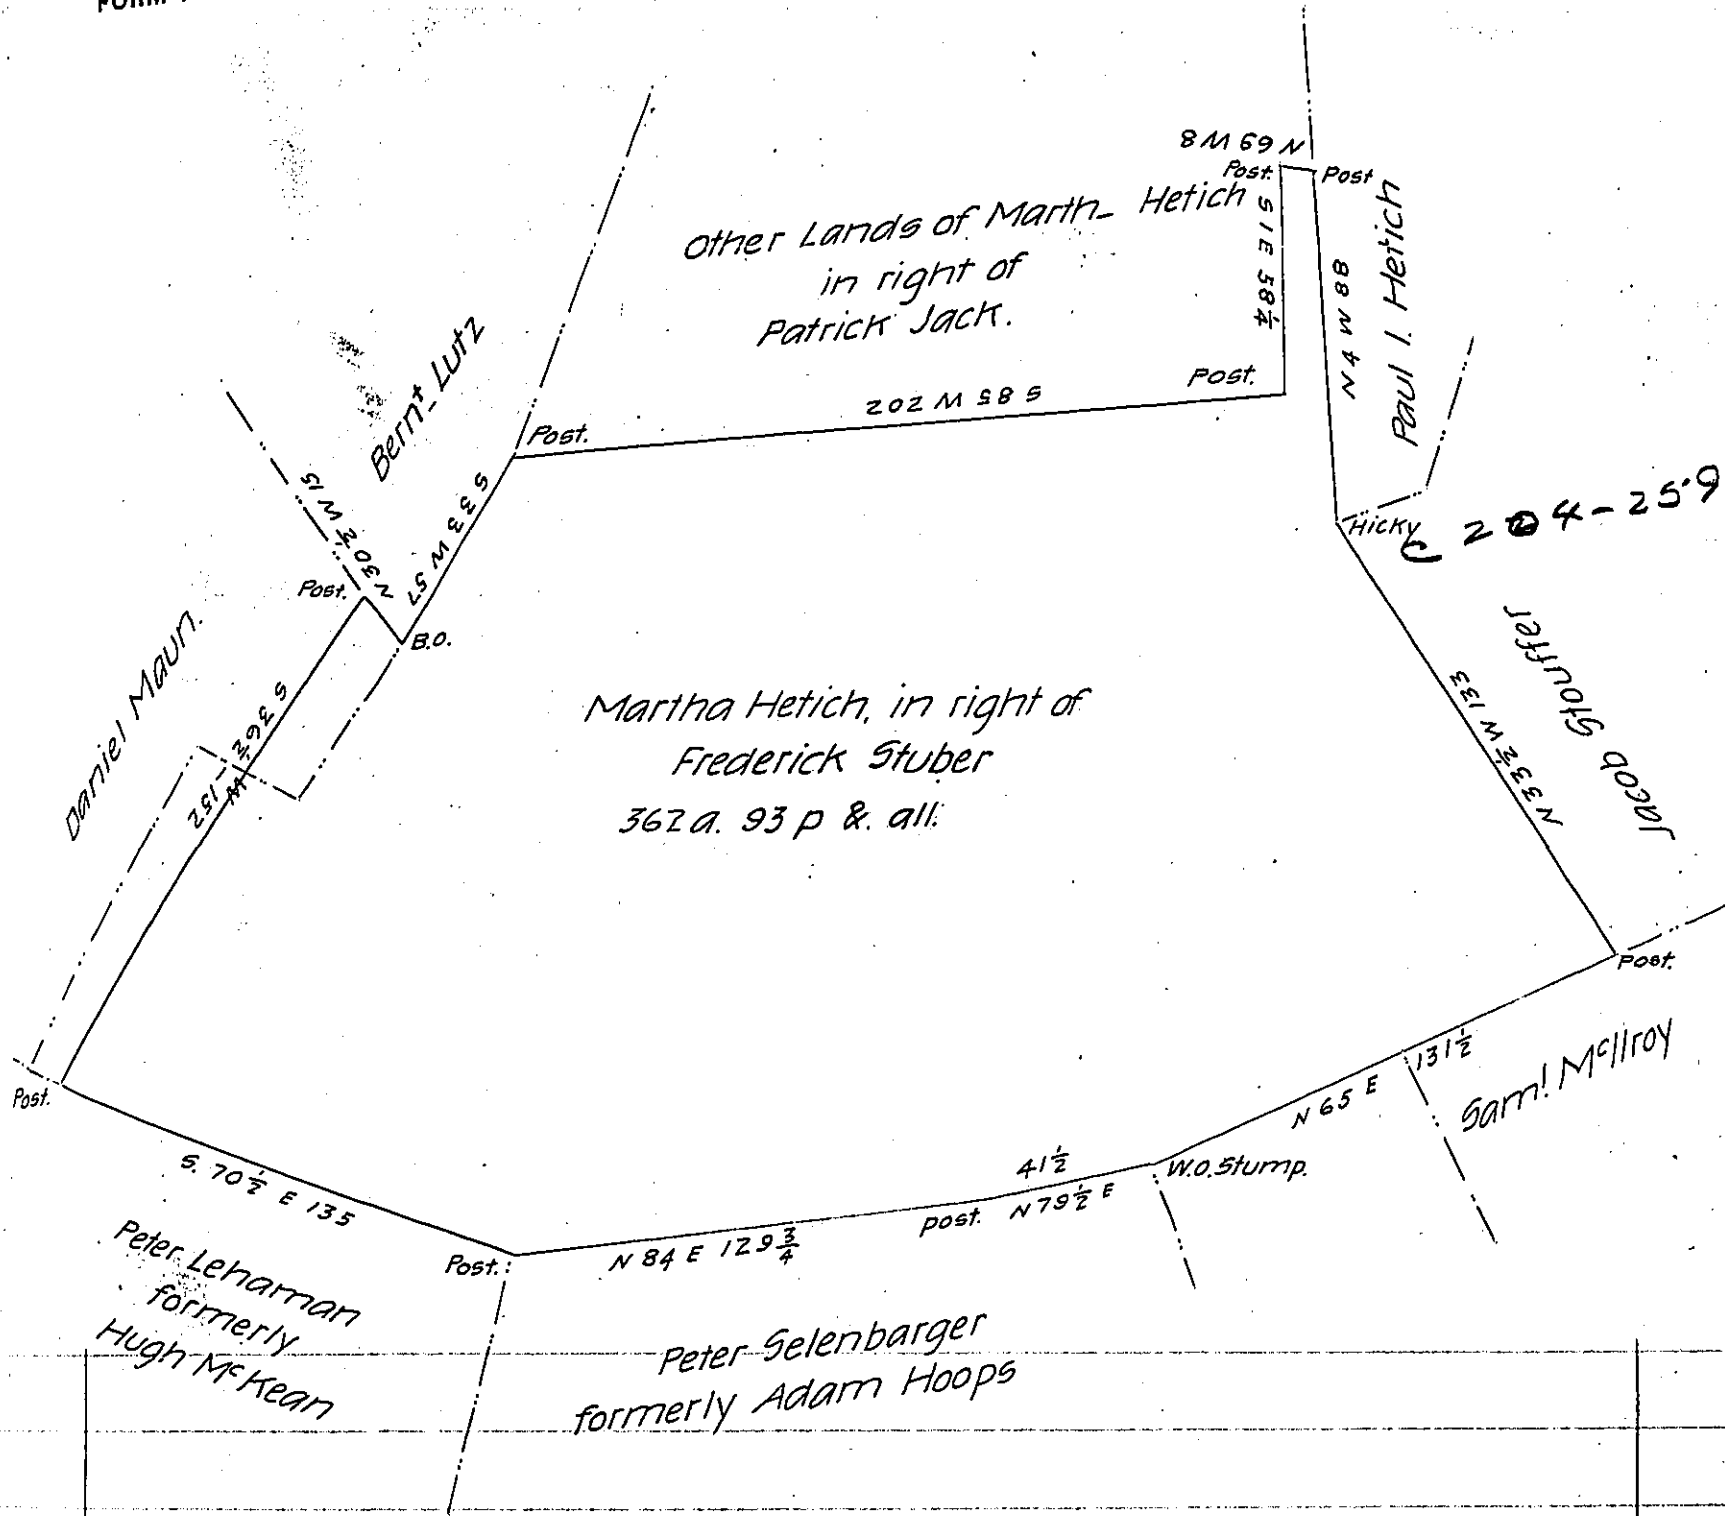 N 69 W 8
Post.
Post
Other Lands of Marth_ Hetich
in right of
Patrick Jack.
S 1 E 58¼
N 4 W 88
Paul I. Hetich
Post.
S 85 W 202
Post.
Bernt_ Lutz
S 33 W 57
N 30½ W 15
Post.
B.O.
Hicky
C 204-259
Daniel Maun.
S 36½ W - 152
Martha Hetich, in right of
Frederick Stuber
362 a. 93 p & all:
N 33½ W 133
Jacob Stouffer
Post.
Post.
S. 70½ E 135
Post.
N 84 E 129¾
post.
41½
N 79½ E
W.O. Stump.
N 65 E 131½
Saml. McIlroy
Peter Lehaman
formerly
Hugh McKean
Peter Selenbarger
formerly Adam Hoops